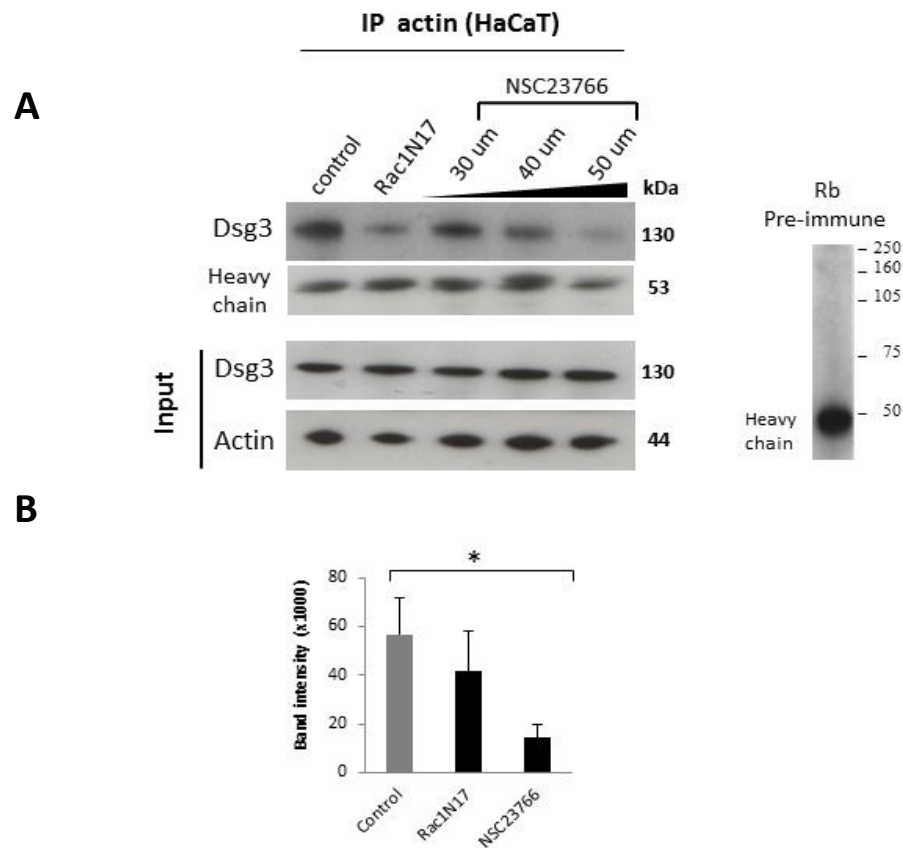 IP actin (HaCaT)
A
NSC23766
control
Rac1N17
30 um
40 um
50 um
kDa
Dsg3
130
Heavy
chain
53
Input
Dsg3
130
Actin
44
Rb
Pre-immune
250
160
105
75
50
Heavy
chain
B
*
Band intensity (x1000)
80
60
40
20
0
Control
Rac1N17
NSC23766